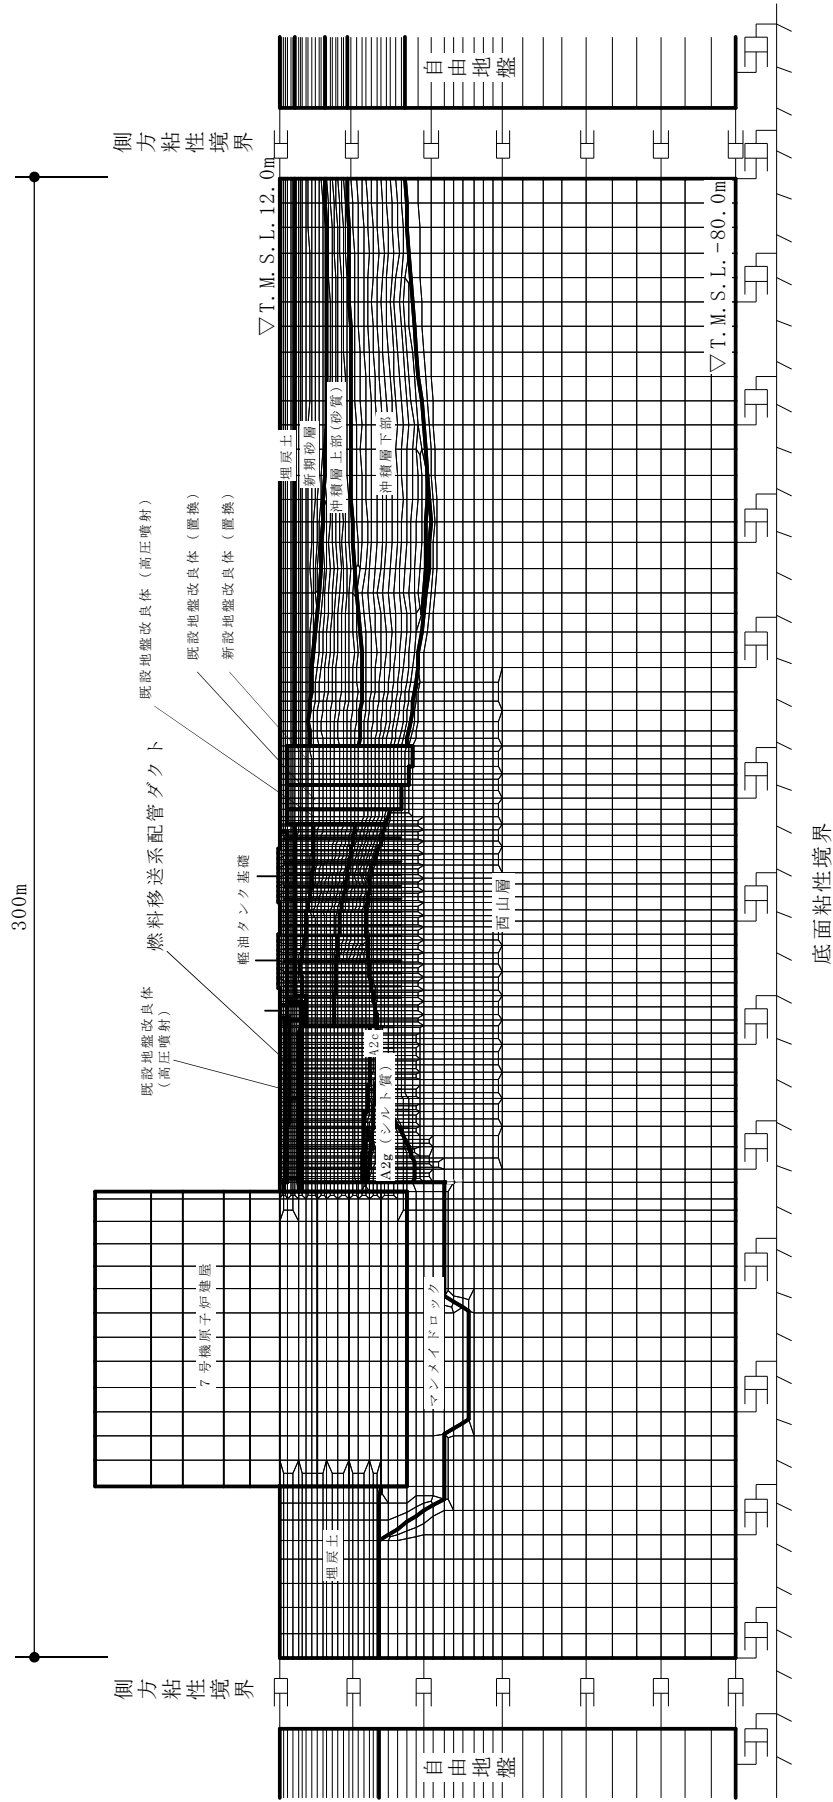 300m
側方粘性境界
側方粘性境界
自由地盤
自由地盤
▽T.M.S.L.12.0m
▽T.M.S.L.-80.0m
7号機原子炉建屋
既設地盤改良体
(高圧噴射)
燃料移送系配管ダクト
軽油タンク基礎
既設地盤改良体(高圧噴射)
既設地盤改良体(置換)
新設地盤改良体(置換)
埋戻土
新期砂層
沖積層上部(砂質)
沖積層下部
埋戻土
マンメイドロック
A2g(シルト質)
A2c
西山層
底面粘性境界